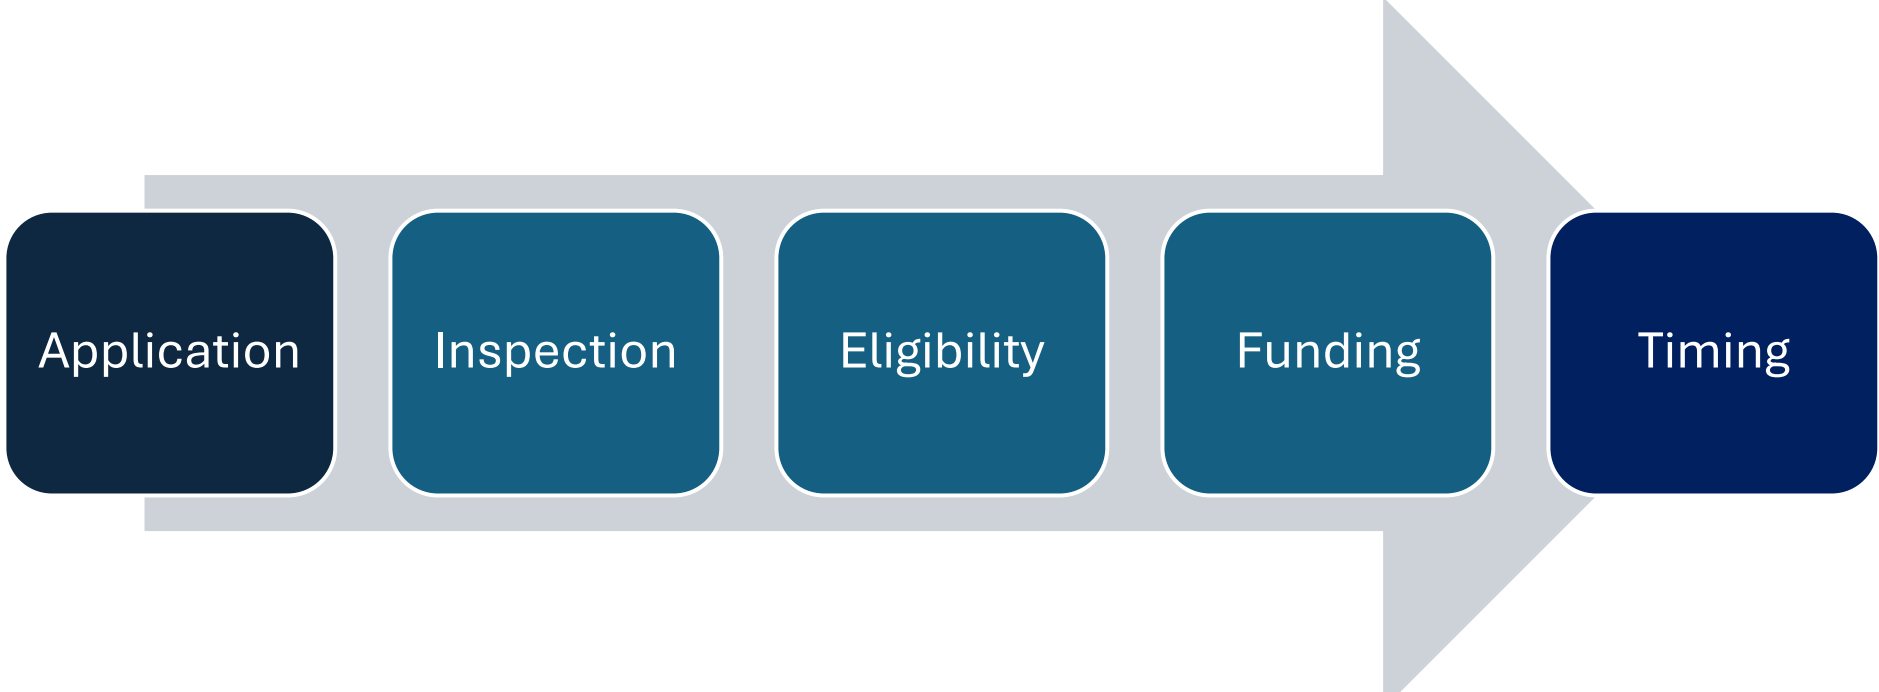 Application
Inspection
Eligibility
Funding
Timing